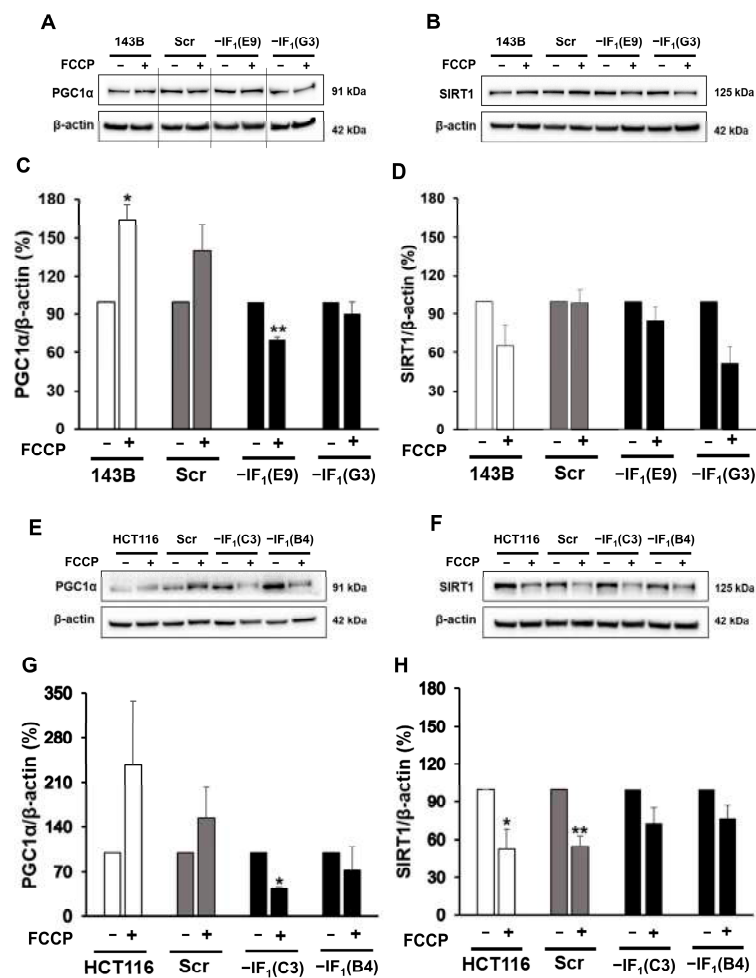 A
143B Scr −IF₁(E9) −IF₁(G3)
FCCP − + − + − + − +
PGC1α 91 kDa
β-actin 42 kDa
B
143B Scr −IF₁(E9) −IF₁(G3)
FCCP − + − + − + − +
SIRT1 125 kDa
β-actin 42 kDa
C
PGC1α/β-actin (%)
180
150
120
90
60
30
0
* **
FCCP − + − + − + − +
143B Scr −IF₁(E9) −IF₁(G3)
D
SIRT1/β-actin (%)
180
150
120
90
60
30
0
FCCP − + − + − + − +
143B Scr −IF₁(E9) −IF₁(G3)
E
HCT116 Scr −IF₁(C3) −IF₁(B4)
FCCP − + − + − + − +
PGC1α 91 kDa
β-actin 42 kDa
F
HCT116 Scr −IF₁(C3) −IF₁(B4)
FCCP − + − + − + − +
SIRT1 125 kDa
β-actin 42 kDa
G
PGC1α/β-actin (%)
350
280
210
140
70
0
*
FCCP − + − + − + − +
HCT116 Scr −IF₁(C3) −IF₁(B4)
H
SIRT1/β-actin (%)
180
150
120
90
60
30
0
* **
FCCP − + − + − + − +
HCT116 Scr −IF₁(C3) −IF₁(B4)